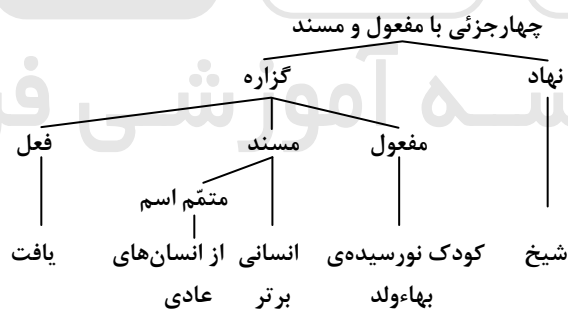 چهارجزئی با مفعول و مسند
نهاد گزاره
مفعول مسند فعل
متمّم اسم
شیخ کودک نورسیده‌ی انسانی از انسان‌های یافت
بهاءولد برتر عادی